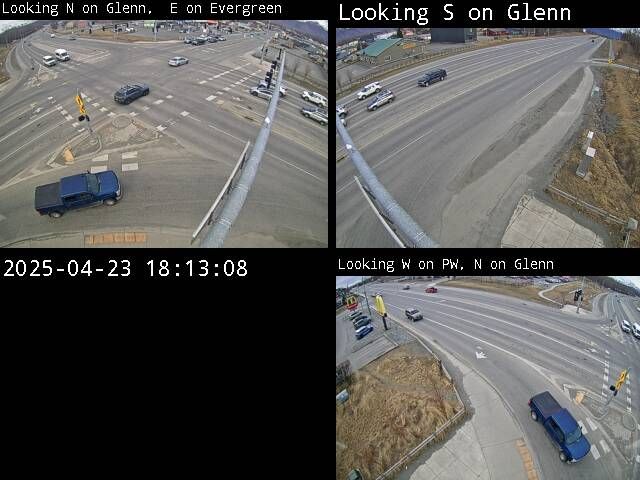 Looking N on Glenn,  E on Evergreen
Looking S on Glenn
2025-04-23 18:13:08
Looking W on PW, N on Glenn